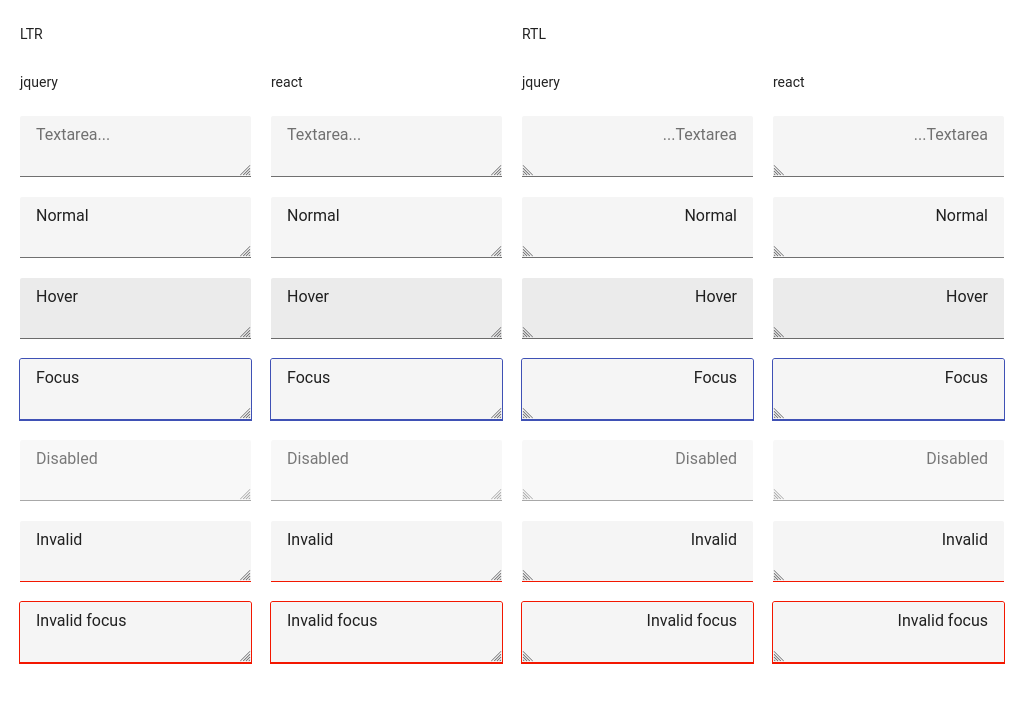 LTR RTL
jquery react jquery react
Textarea... Textarea... ...Textarea ...Textarea
Normal Normal Normal Normal
Hover Hover Hover Hover
Focus Focus Focus Focus
Disabled Disabled Disabled Disabled
Invalid Invalid Invalid Invalid
Invalid focus Invalid focus Invalid focus Invalid focus